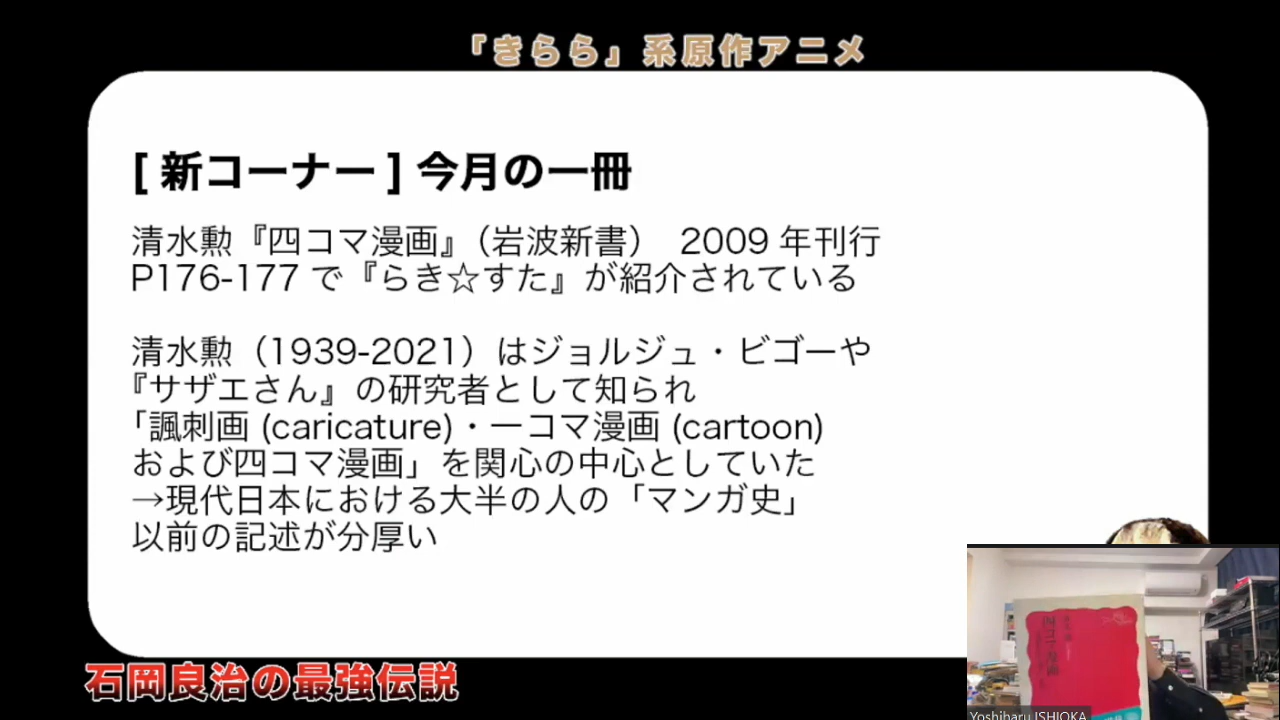 「きらら」系原作アニメ
[ 新コーナー ] 今月の一冊
清水勲『四コマ漫画』（岩波新書） 2009 年刊行
P176-177 で『らき☆すた』が紹介されている
清水勲（1939-2021）はジョルジュ・ビゴーや
『サザエさん』の研究者として知られ
「諷刺画 (caricature)・一コマ漫画 (cartoon)
および四コマ漫画」を関心の中心としていた
→現代日本における大半の人の「マンガ史」
以前の記述が分厚い
石岡良治の最強伝説
四コマ漫画
Yoshiharu ISHIOKA